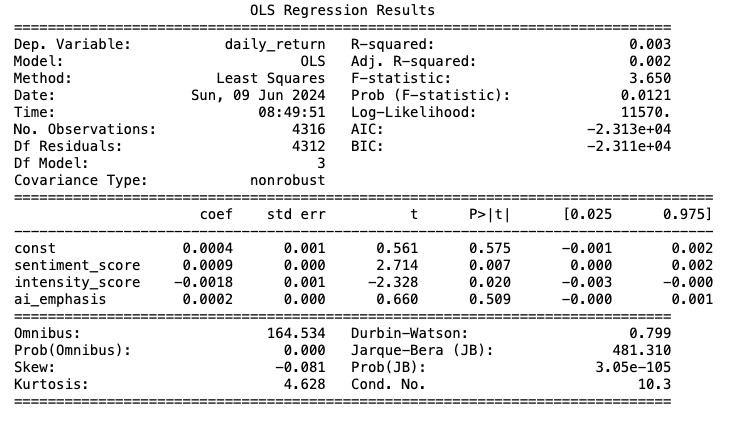 OLS Regression Results
==============================================================================
Dep. Variable:           daily_return   R-squared:                       0.003
Model:                            OLS   Adj. R-squared:                  0.002
Method:                 Least Squares   F-statistic:                     3.650
Date:                Sun, 09 Jun 2024   Prob (F-statistic):             0.0121
Time:                        08:49:51   Log-Likelihood:                 11570.
No. Observations:                4316   AIC:                        -2.313e+04
Df Residuals:                    4312   BIC:                        -2.311e+04
Df Model:                           3
Covariance Type:            nonrobust
===================================================================================
                      coef    std err          t      P>|t|      [0.025      0.975]
-----------------------------------------------------------------------------------
const               0.0004      0.001      0.561      0.575      -0.001       0.002
sentiment_score     0.0009      0.000      2.714      0.007       0.000       0.002
intensity_score    -0.0018      0.001     -2.328      0.020      -0.003      -0.000
ai_emphasis         0.0002      0.000      0.660      0.509      -0.000       0.001
==============================================================================
Omnibus:                      164.534   Durbin-Watson:                   0.799
Prob(Omnibus):                  0.000   Jarque-Bera (JB):              481.310
Skew:                          -0.081   Prob(JB):                    3.05e-105
Kurtosis:                       4.628   Cond. No.                         10.3
==============================================================================